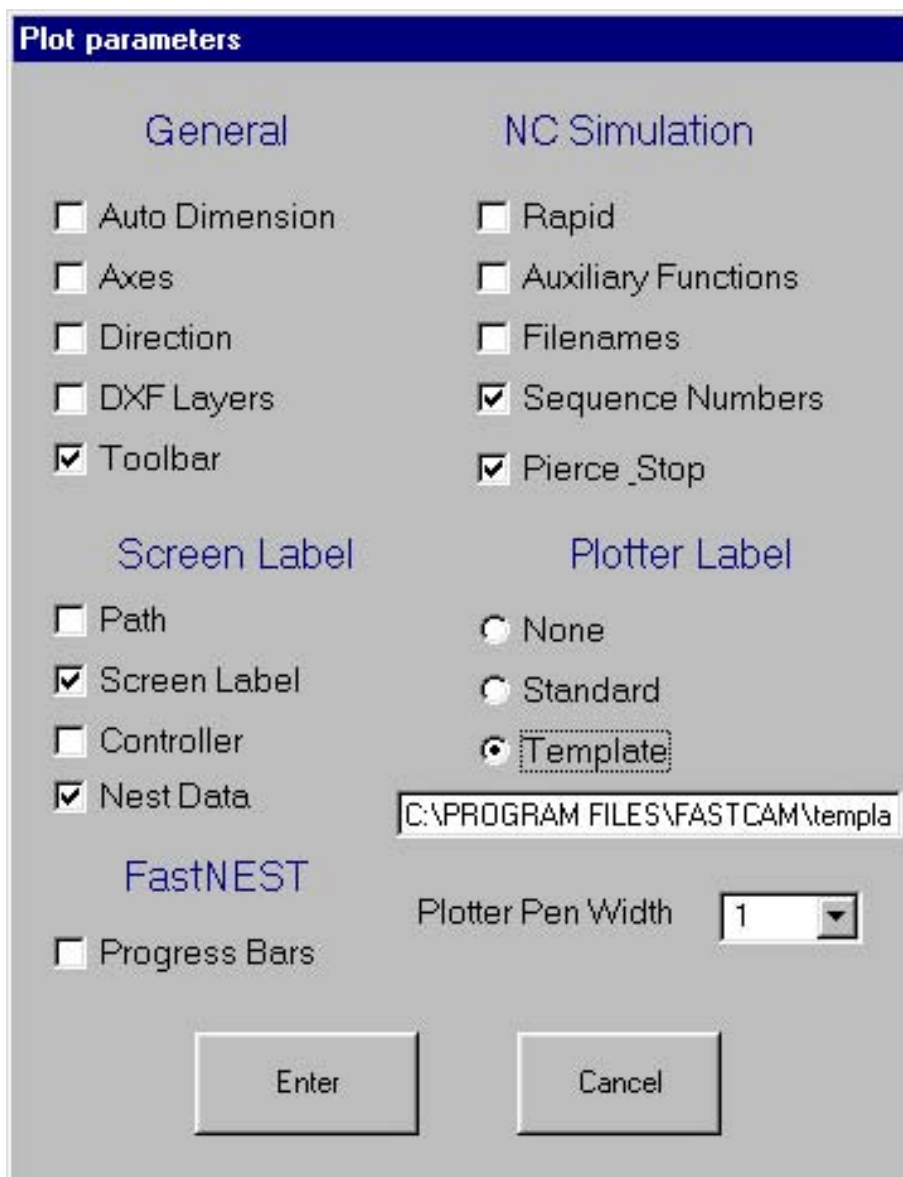 Plot parameters
General
Auto Dimension
Axes
Direction
DXF Layers
Toolbar
NC Simulation
Rapid
Auxiliary Functions
Filenames
Sequence Numbers
Pierce_Stop
Screen Label
Path
Screen Label
Controller
Nest Data
Plotter Label
None
Standard
Template
C:\PROGRAM FILES\FASTCAM\templa
FastNEST
Progress Bars
Plotter Pen Width 1
Enter
Cancel